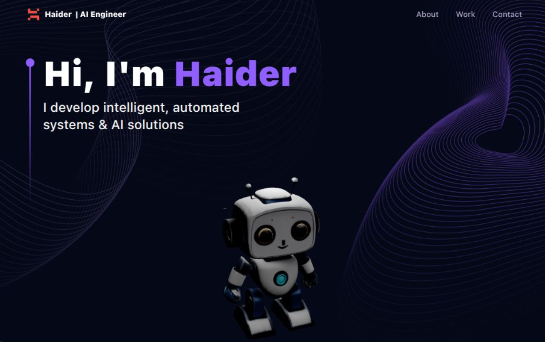 Haider | AI Engineer
About Work Contact
Hi, I'm Haider
I develop intelligent, automated
systems & AI solutions